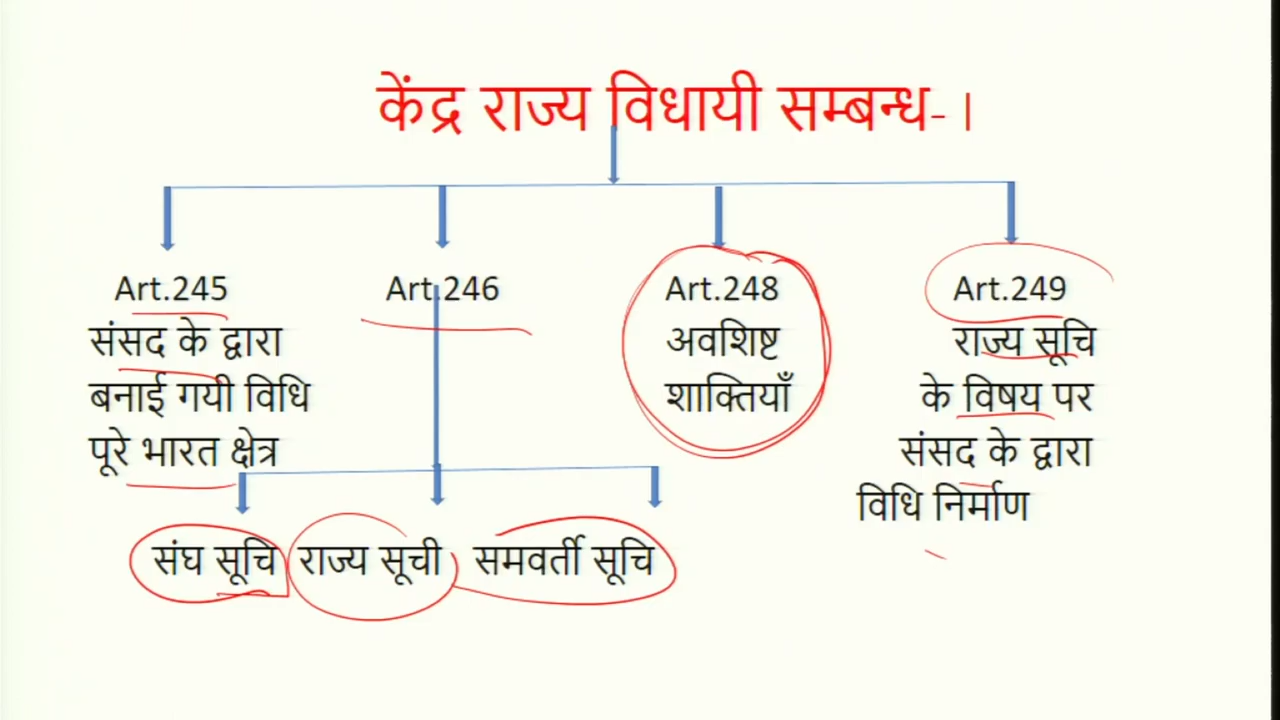 केंद्र राज्य विधायी सम्बन्ध- I
Art.245
संसद के द्वारा
बनाई गयी विधि
पूरे भारत क्षेत्र
Art.246
संघ सूचि
राज्य सूची
समवर्ती सूचि
Art.248
अवशिष्ट
शाक्तियाँ
Art.249
राज्य सूचि
के विषय पर
संसद के द्वारा
विधि निर्माण